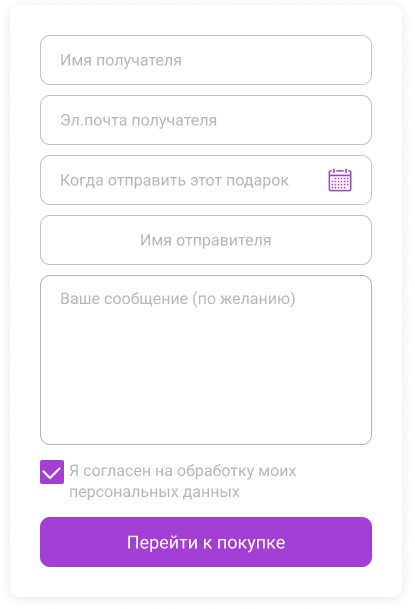 Имя получателя
Эл.почта получателя
Когда отправить этот подарок
Имя отправителя
Ваше сообщение (по желанию)
Я согласен на обработку моих
персональных данных
Перейти к покупке